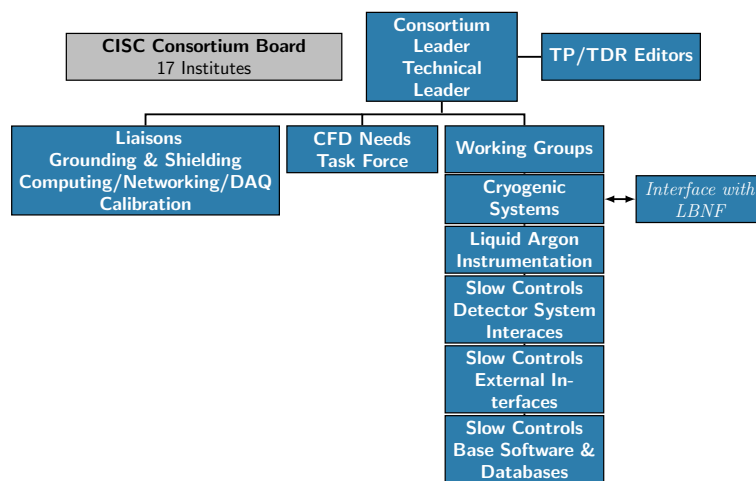 CISC Consortium Board
17 Institutes
Consortium
Leader
Technical
Leader
TP/TDR Editors
Liaisons
Grounding & Shielding
Computing/Networking/DAQ
Calibration
CFD Needs
Task Force
Working Groups
Cryogenic
Systems
Interface with
LBNF
Liquid Argon
Instrumentation
Slow Controls
Detector System
Interaces
Slow Controls
External In-
terfaces
Slow Controls
Base Software &
Databases